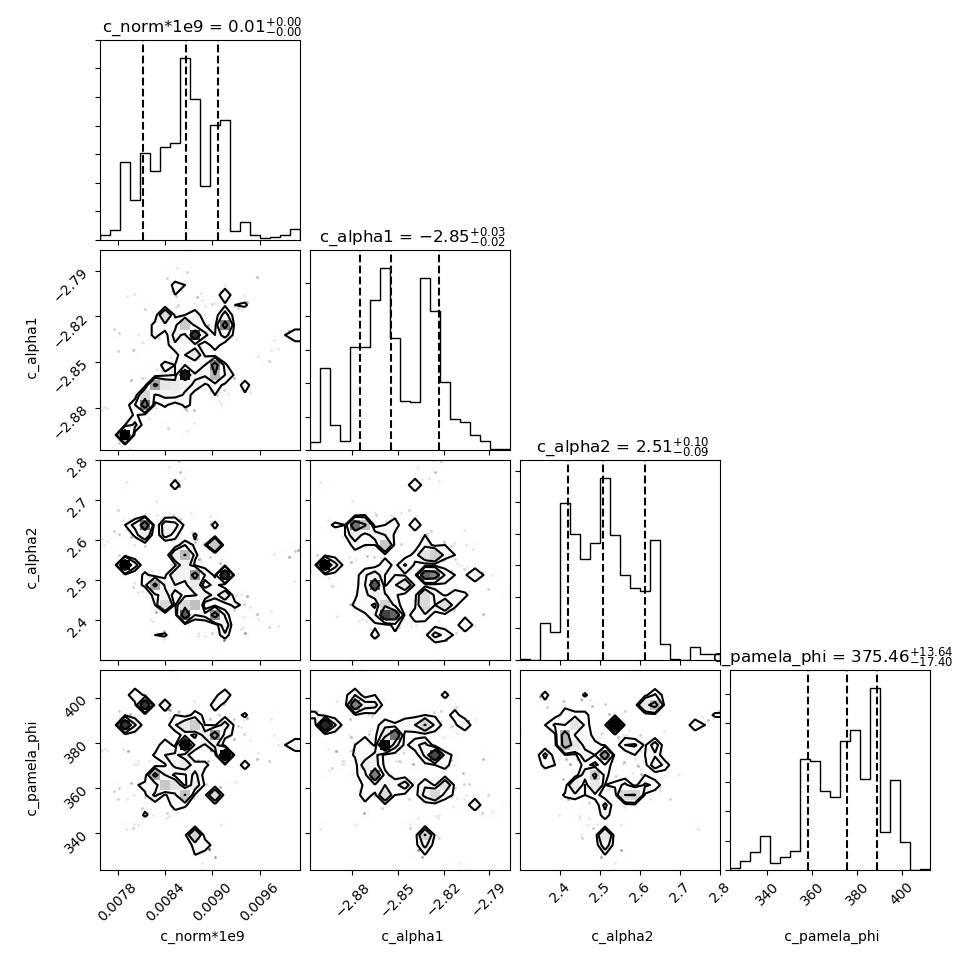 c_norm*1e9 = 0.01+0.00−0.00
c_alpha1 = −2.85+0.03−0.02
−2.79
−2.82
−2.85
−2.88
c_alpha1
c_alpha2 = 2.51+0.10−0.09
2.8
2.7
2.6
2.5
2.4
c_alpha2
c_pamela_phi = 375.46+13.64−17.40
400
380
360
340
c_pamela_phi
0.0078 0.0084 0.0090 0.0096 −2.88 −2.85 −2.82 −2.79 2.4 2.5 2.6 2.7 2.8 340 360 380 400
c_norm*1e9 c_alpha1 c_alpha2 c_pamela_phi